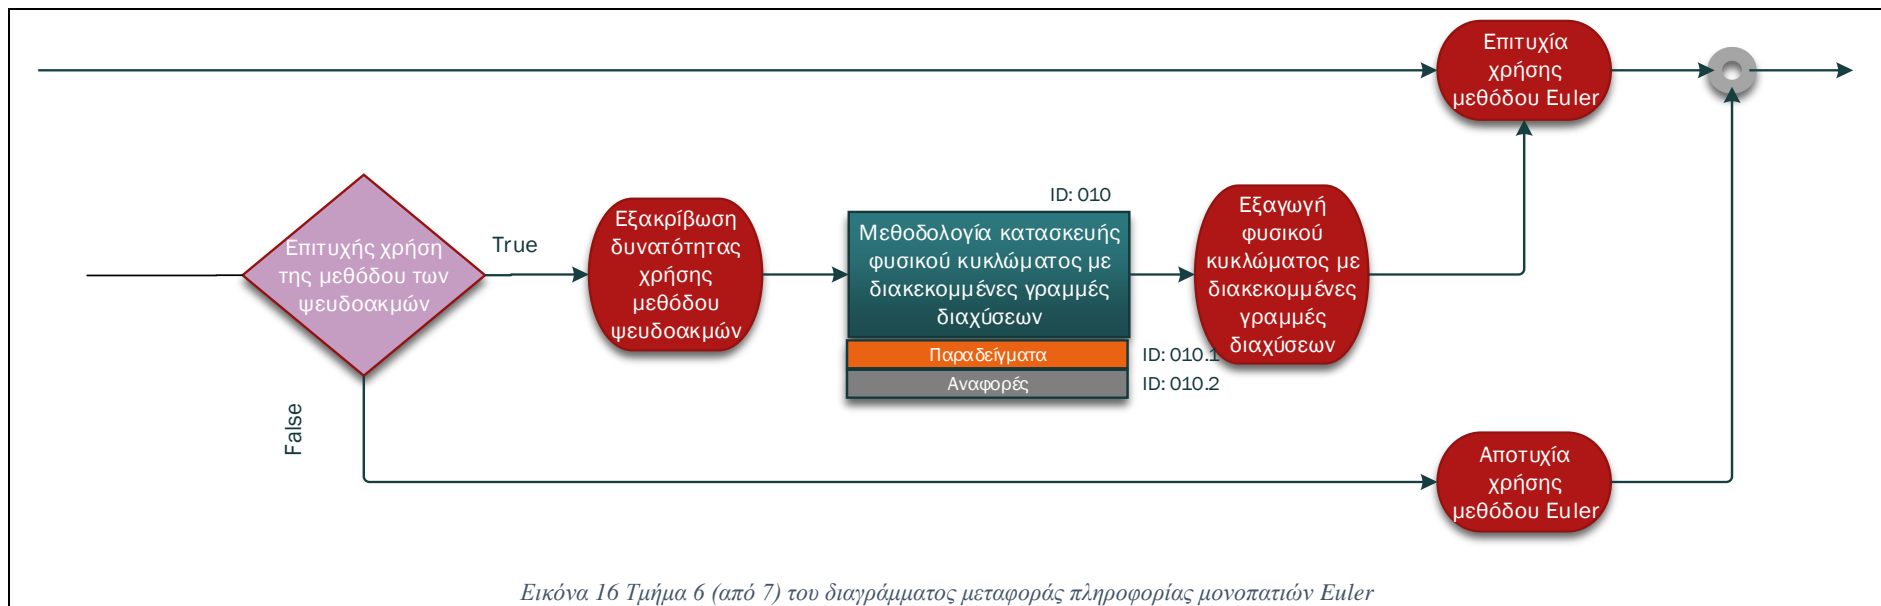 Επιτυχία
χρήσης
μεθόδου Euler
Επιτυχής χρήση
της μεθόδου των
ψευδοακμών
True
False
Εξακρίβωση
δυνατότητας
χρήσης
μεθόδου
ψευδοακμών
ID: 010
Μεθοδολογία κατασκευής
φυσικού κυκλώματος με
διακεκομμένες γραμμές
διαχύσεων
Παραδείγματα
ID: 010.1
Αναφορές
ID: 010.2
Εξαγωγή
φυσικού
κυκλώματος με
διακεκομμένες
γραμμές
διαχύσεων
Αποτυχία
χρήσης
μεθόδου Euler
Εικόνα 16 Τμήμα 6 (από 7) του διαγράμματος μεταφοράς πληροφορίας μονοπατιών Euler